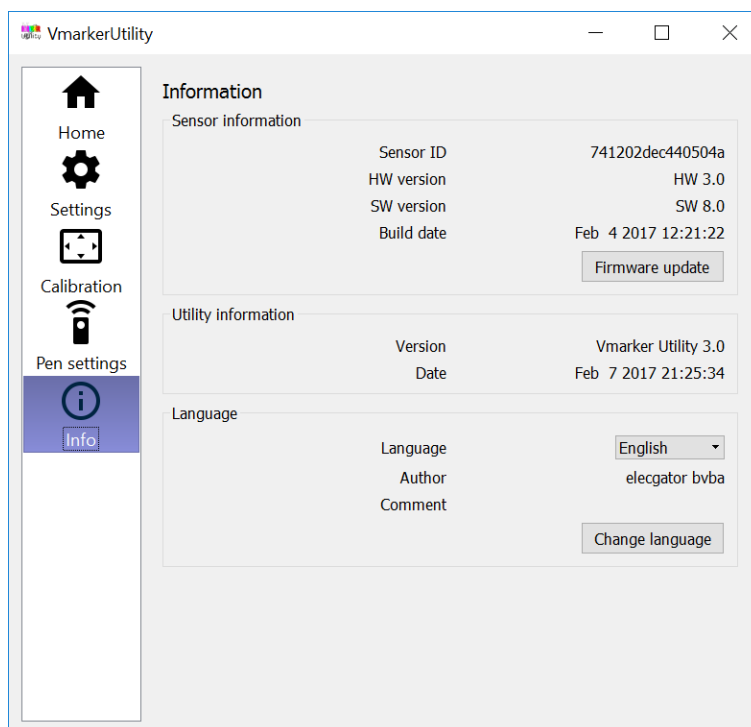 VmarkerUtility
Home
Settings
Calibration
Pen settings
Info
Information
Sensor information
Sensor ID 741202dec440504a
HW version HW 3.0
SW version SW 8.0
Build date Feb 4 2017 12:21:22
Firmware update
Utility information
Version Vmarker Utility 3.0
Date Feb 7 2017 21:25:34
Language
Language English
Author elecgator bvba
Comment
Change language